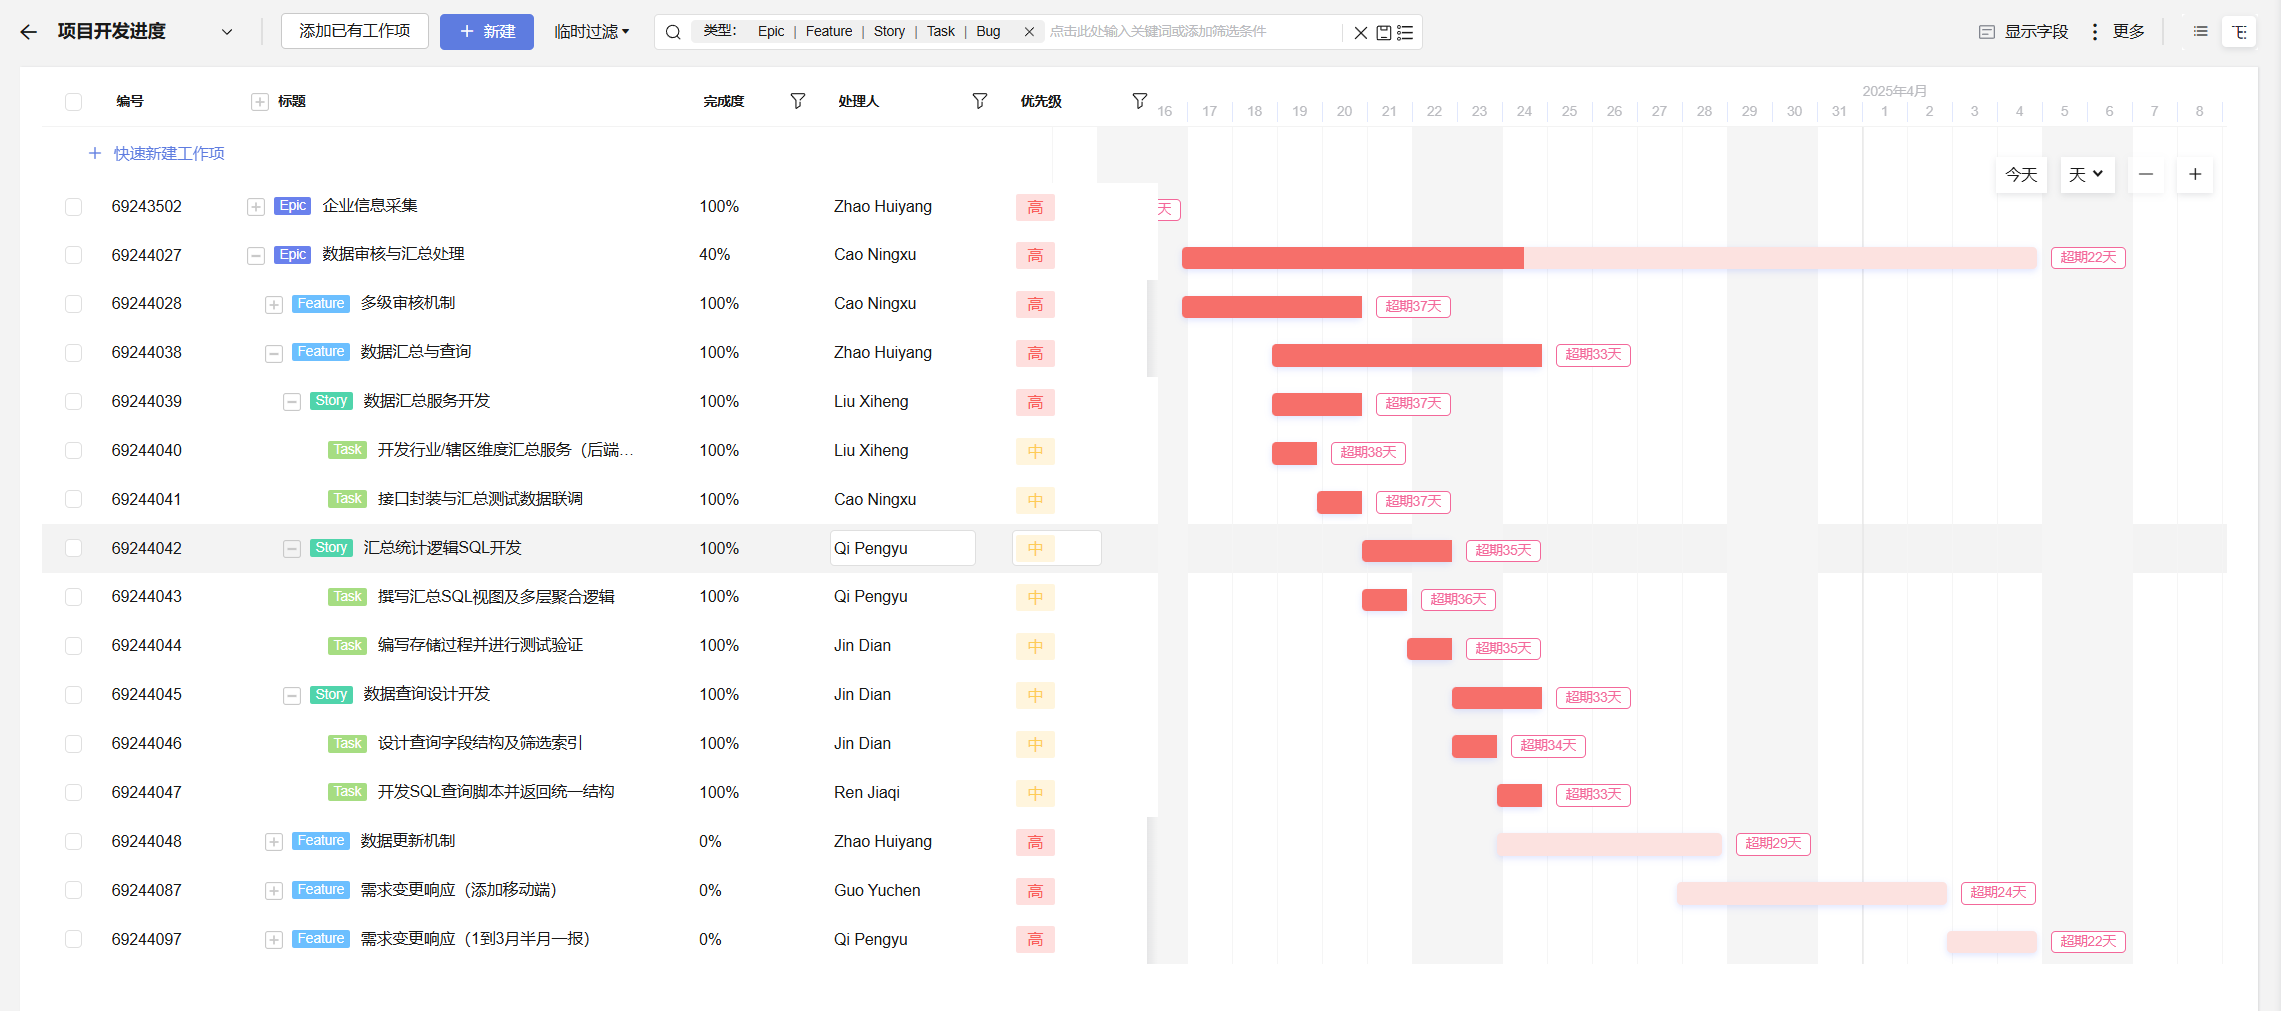 项目开发进度 添加已有工作项 新建 临时过滤 类型： Epic | Feature | Story | Task | Bug 点击此处输入关键词或添加筛选条件 显示字段 更多
编号 标题 完成度 处理人 优先级
2025年4月
16 17 18 19 20 21 22 23 24 25 26 27 28 29 30 31 1 2 3 4 5 6 7 8
快速新建工作项
今天 天
69243502 Epic 企业信息采集 100% Zhao Huiyang 高 天
69244027 Epic 数据审核与汇总处理 40% Cao Ningxu 高 超期22天
69244028 Feature 多级审核机制 100% Cao Ningxu 高 超期37天
69244038 Feature 数据汇总与查询 100% Zhao Huiyang 高 超期33天
69244039 Story 数据汇总服务开发 100% Liu Xiheng 高 超期37天
69244040 Task 开发行业/辖区维度汇总服务（后端... 100% Liu Xiheng 中 超期38天
69244041 Task 接口封装与汇总测试数据联调 100% Cao Ningxu 中 超期37天
69244042 Story 汇总统计逻辑SQL开发 100% Qi Pengyu 中 超期35天
69244043 Task 撰写汇总SQL视图及多层聚合逻辑 100% Qi Pengyu 中 超期36天
69244044 Task 编写存储过程并进行测试验证 100% Jin Dian 中 超期35天
69244045 Story 数据查询设计开发 100% Jin Dian 中 超期33天
69244046 Task 设计查询字段结构及筛选索引 100% Jin Dian 中 超期34天
69244047 Task 开发SQL查询脚本并返回统一结构 100% Ren Jiaqi 中 超期33天
69244048 Feature 数据更新机制 0% Zhao Huiyang 高 超期29天
69244087 Feature 需求变更响应（添加移动端） 0% Guo Yuchen 高 超期24天
69244097 Feature 需求变更响应（1到3月半月一报） 0% Qi Pengyu 高 超期22天